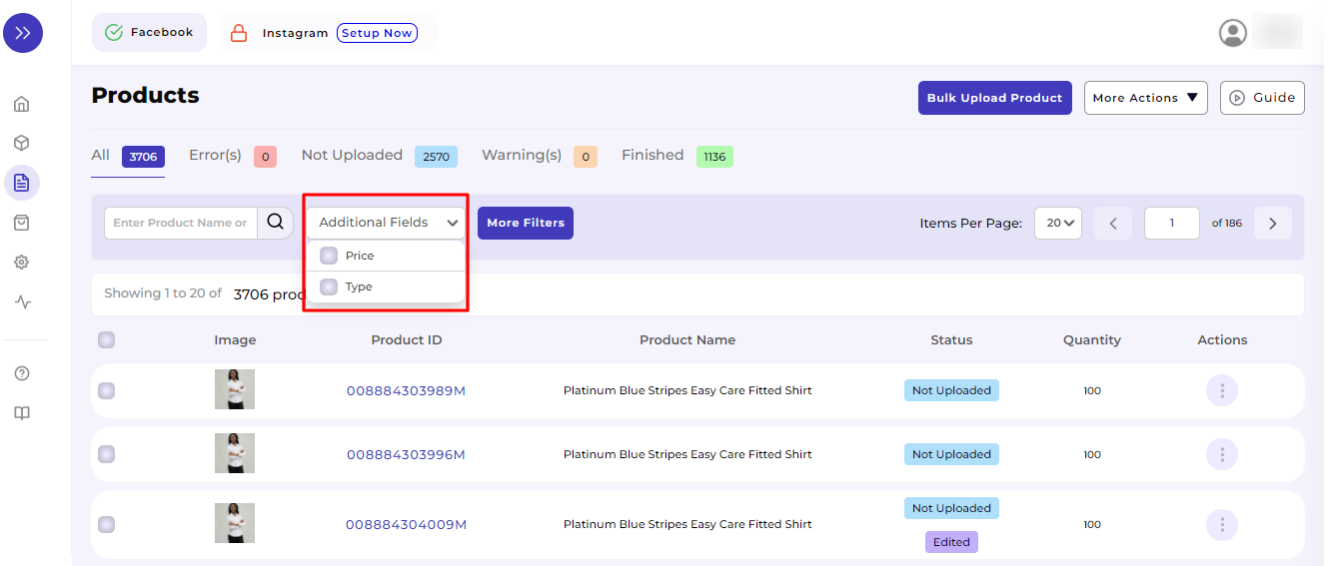 Facebook
Instagram Setup Now
Products
Bulk Upload Product
More Actions
Guide
All 3706 Error(s) 0 Not Uploaded 2570 Warning(s) 0 Finished 1136
Enter Product Name or
Additional Fields
More Filters
Items Per Page: 20 1 of 186
Price
Type
Showing 1 to 20 of 3706
Image Product ID Product Name Status Quantity Actions
008884303989M Platinum Blue Stripes Easy Care Fitted Shirt Not Uploaded 100
008884303996M Platinum Blue Stripes Easy Care Fitted Shirt Not Uploaded 100
008884304009M Platinum Blue Stripes Easy Care Fitted Shirt Not Uploaded 100
Edited